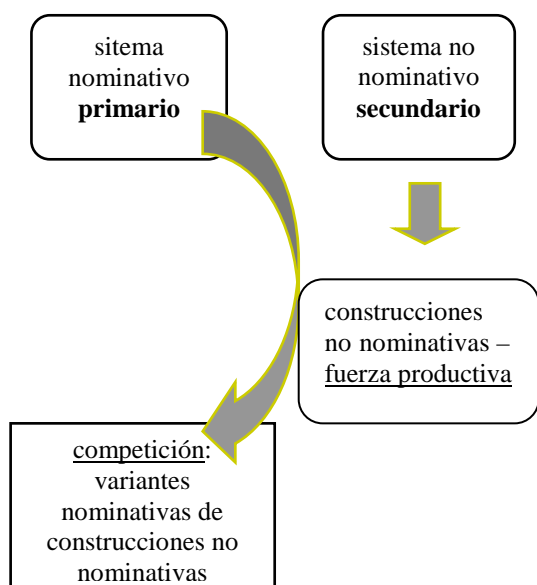 sitema
nominativo
primario
sistema no
nominativo
secundario
construcciones
no nominativas –
fuerza productiva
competición:
variantes
nominativas de
construcciones no
nominativas